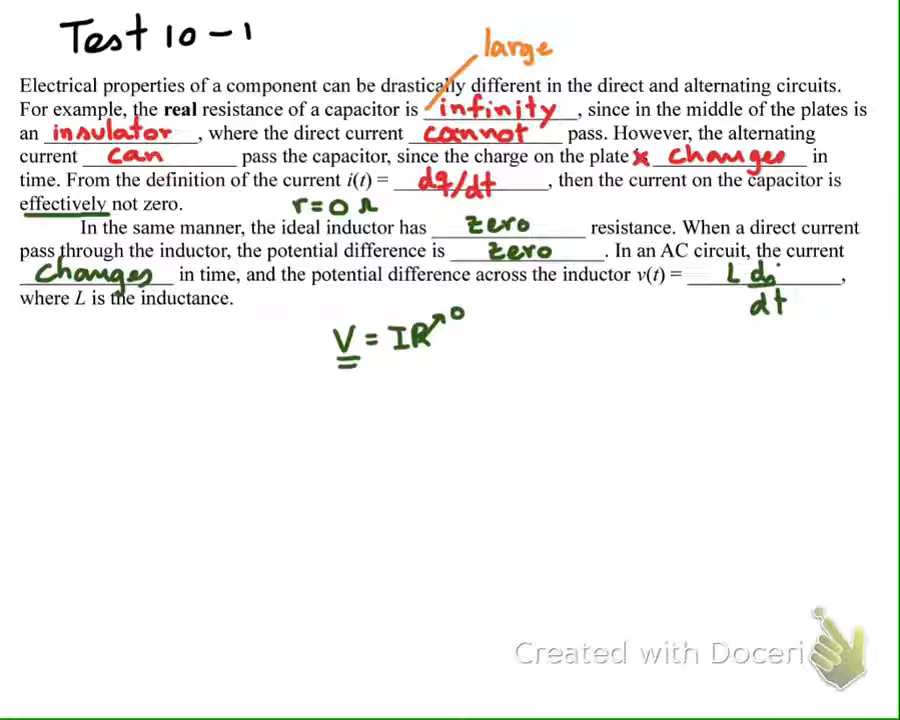 Test 10-1
large
Electrical properties of a component can be drastically different in the direct and alternating circuits.
For example, the real resistance of a capacitor is infinity, since in the middle of the plates is
an insulator, where the direct current cannot pass. However, the alternating
current can pass the capacitor, since the charge on the plate changes in
time. From the definition of the current i(t) = dq/dt, then the current on the capacitor is
effectively not zero. r=0 Ω
In the same manner, the ideal inductor has zero resistance. When a direct current
pass through the inductor, the potential difference is zero. In an AC circuit, the current
changes in time, and the potential difference across the inductor v(t) = L di/dt,
where L is the inductance.
V = IR 0
Created with Doceri